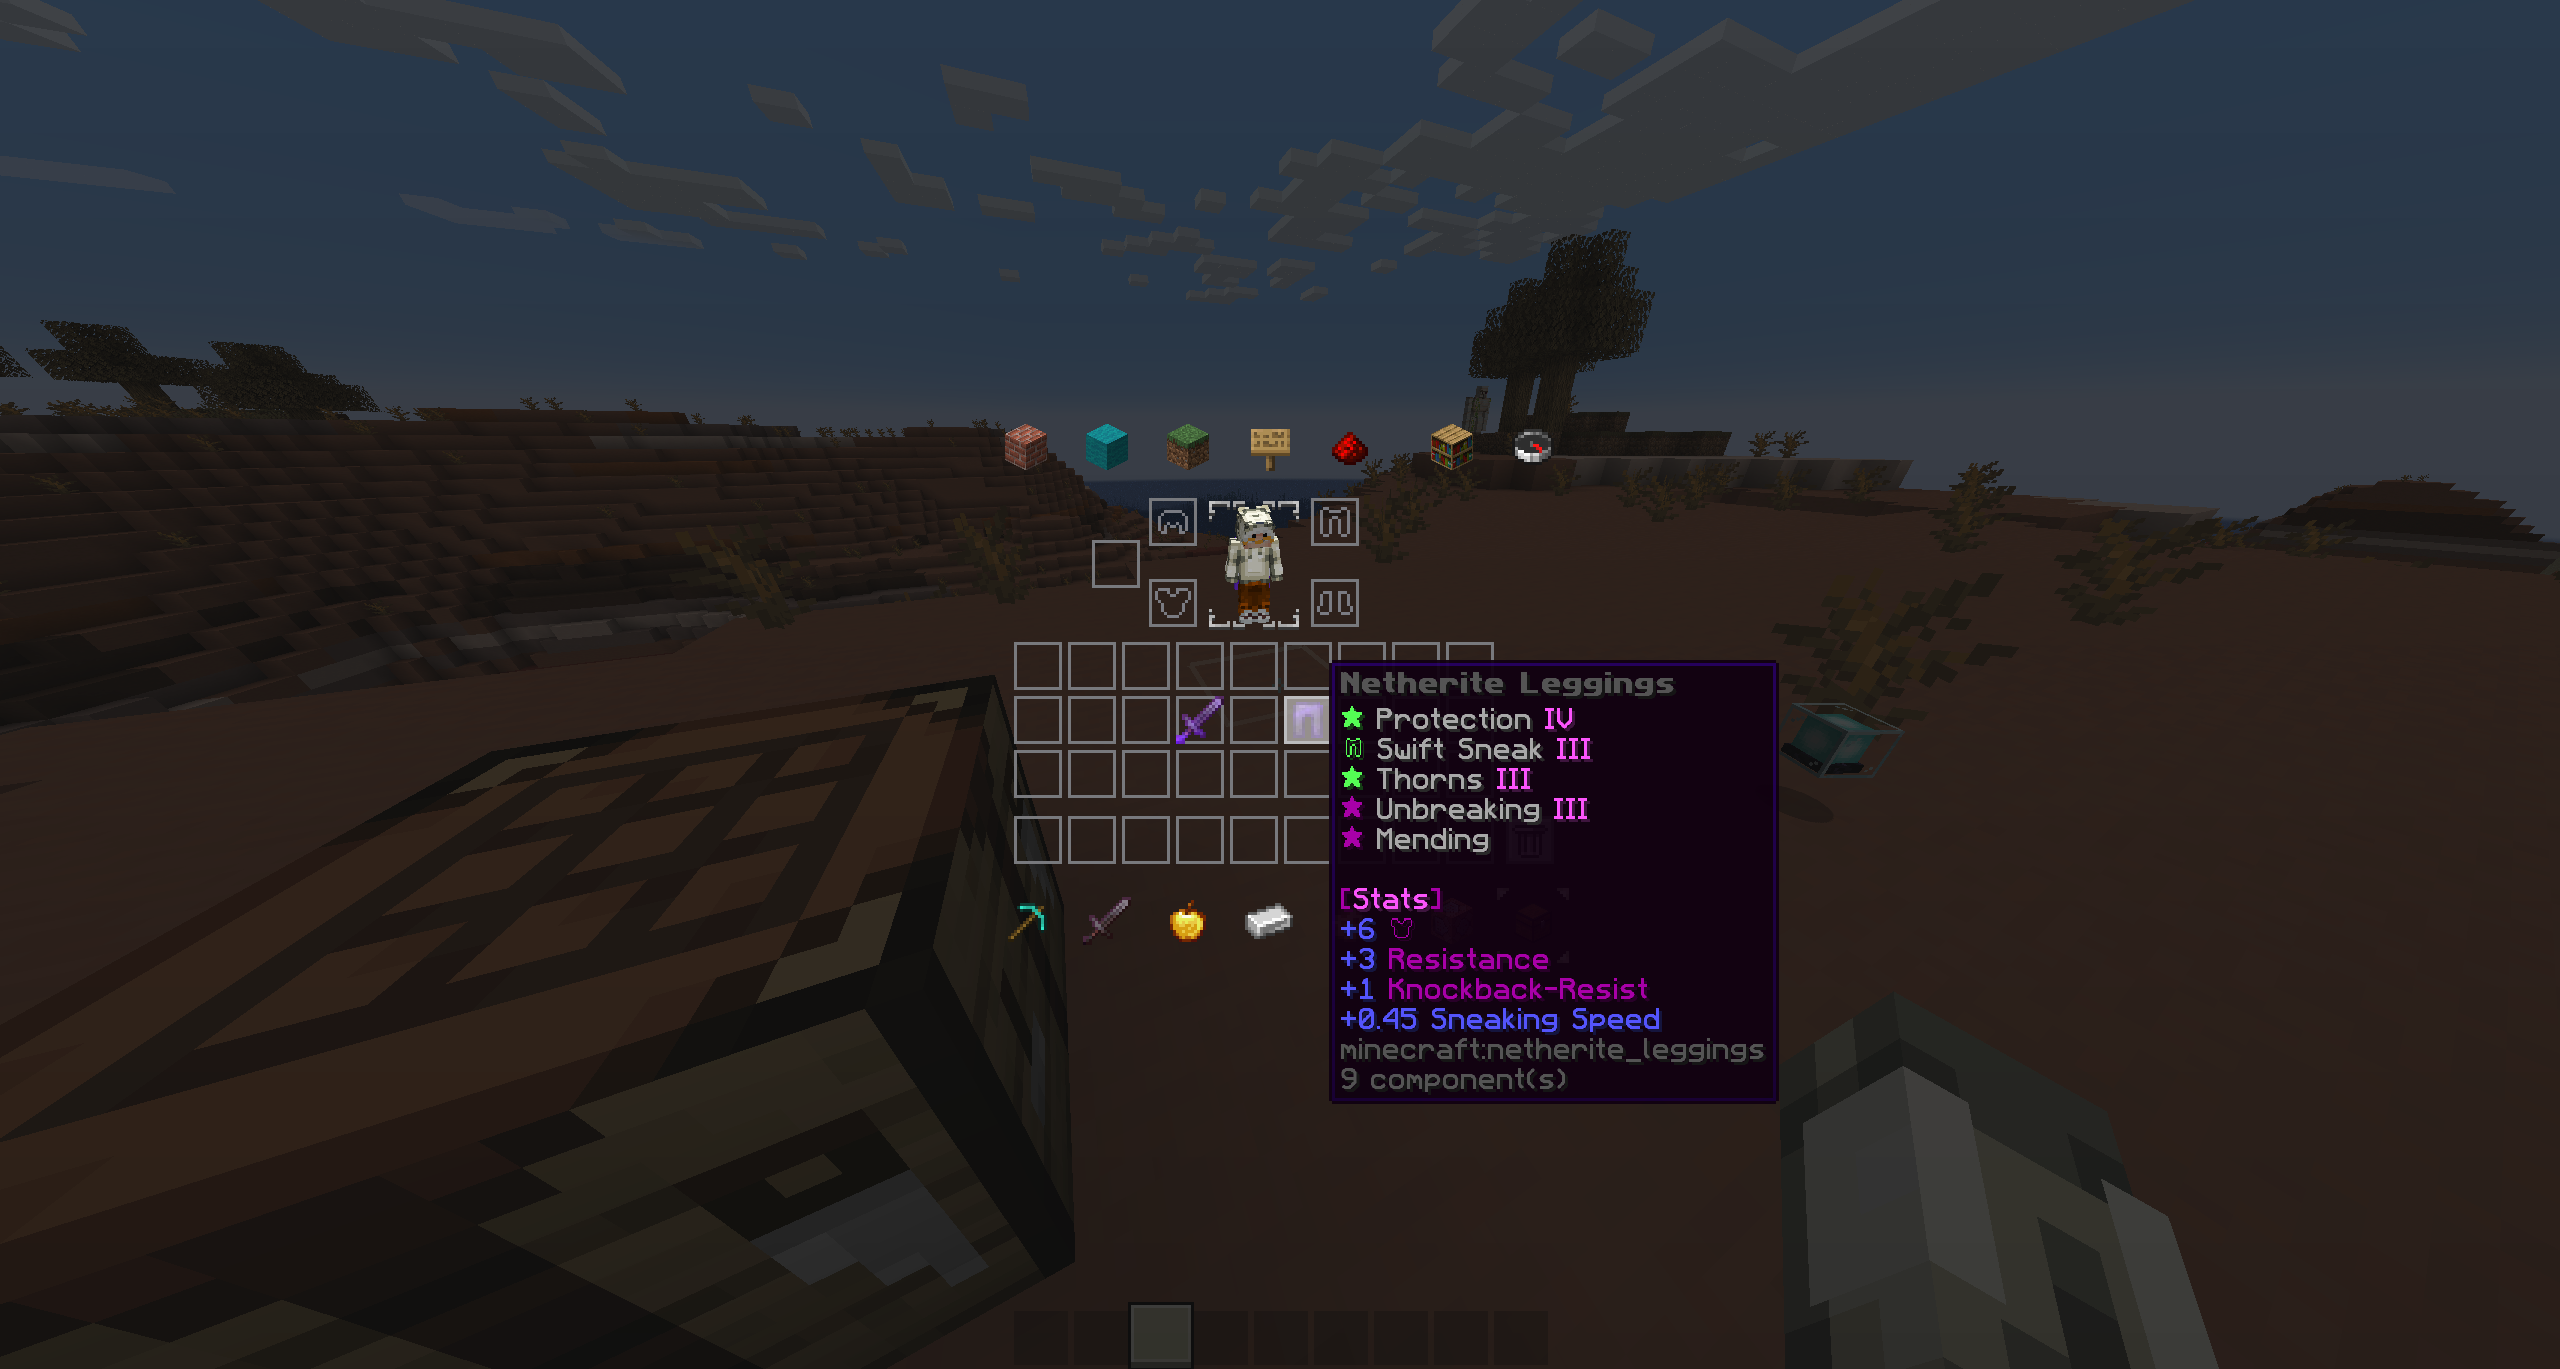 Netherite Leggings
Protection IV
Swift Sneak III
Thorns III
Unbreaking III
Mending
[Stats]
+6
+3 Resistance
+1 Knockback-Resist
+0.45 Sneaking Speed
minecraft:netherite_leggings
9 component(s)